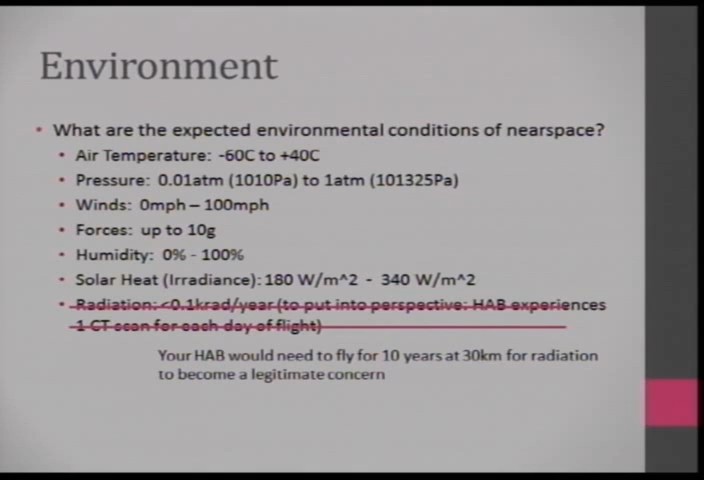 Environment
What are the expected environmental conditions of nearspace?
Air Temperature: -60C to +40C
Pressure: 0.01atm (1010Pa) to 1atm (101325Pa)
Winds: 0mph – 100mph
Forces: up to 10g
Humidity: 0% - 100%
Solar Heat (Irradiance): 180 W/m^2 - 340 W/m^2
Radiation: <0.1krad/year (to put into perspective: HAB experiences
1 CT scan for each day of flight)
Your HAB would need to fly for 10 years at 30km for radiation
to become a legitimate concern